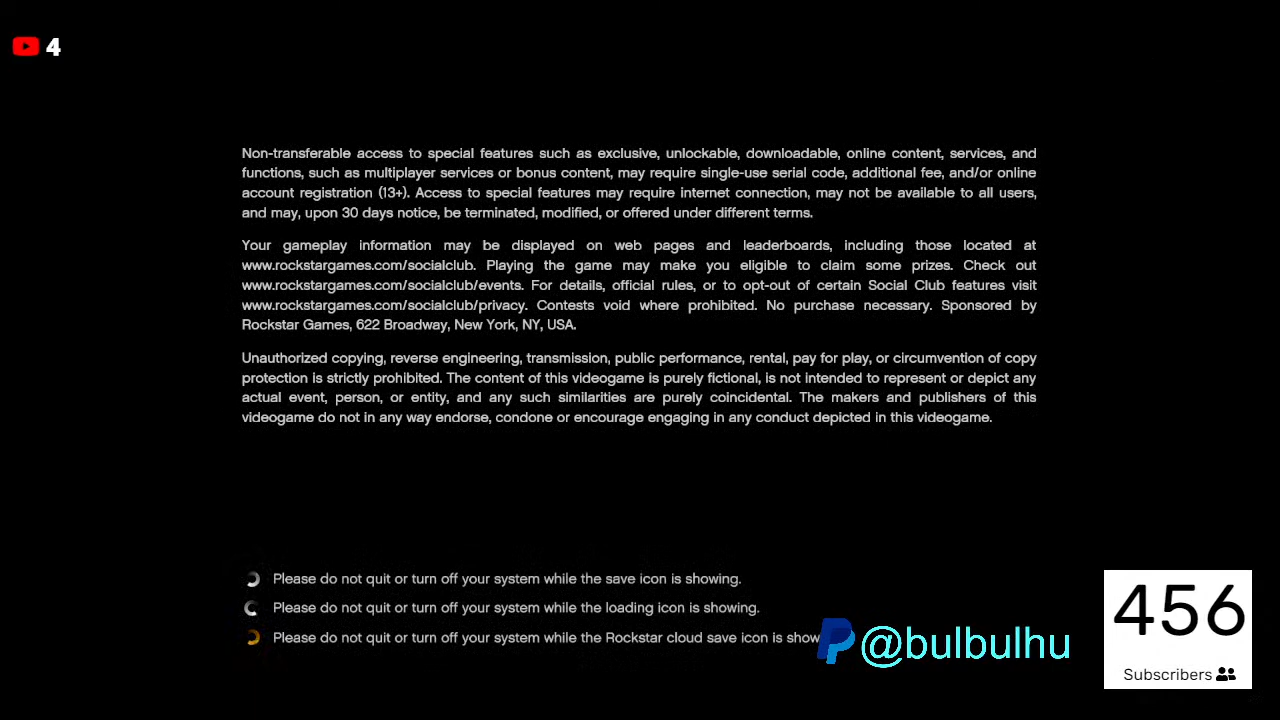 4
Non-transferable access to special features such as exclusive, unlockable, downloadable, online content, services, and
functions, such as multiplayer services or bonus content, may require single-use serial code, additional fee, and/or online
account registration (13+). Access to special features may require internet connection, may not be available to all users,
and may, upon 30 days notice, be terminated, modified, or offered under different terms.
Your gameplay information may be displayed on web pages and leaderboards, including those located at
www.rockstargames.com/socialclub. Playing the game may make you eligible to claim some prizes. Check out
www.rockstargames.com/socialclub/events. For details, official rules, or to opt-out of certain Social Club features visit
www.rockstargames.com/socialclub/privacy. Contests void where prohibited. No purchase necessary. Sponsored by
Rockstar Games, 622 Broadway, New York, NY, USA.
Unauthorized copying, reverse engineering, transmission, public performance, rental, pay for play, or circumvention of copy
protection is strictly prohibited. The content of this videogame is purely fictional, is not intended to represent or depict any
actual event, person, or entity, and any such similarities are purely coincidental. The makers and publishers of this
videogame do not in any way endorse, condone or encourage engaging in any conduct depicted in this videogame.
Please do not quit or turn off your system while the save icon is showing.
Please do not quit or turn off your system while the loading icon is showing.
Please do not quit or turn off your system while the Rockstar cloud save icon is show
@bulbulhu
456
Subscribers